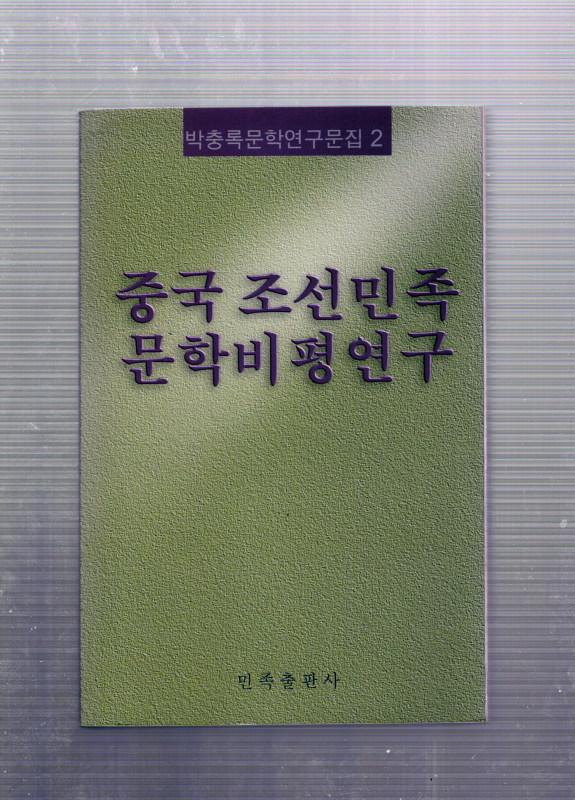 박충록문학연구문집 2
중국 조선민족
문학비평연구
민족출판사